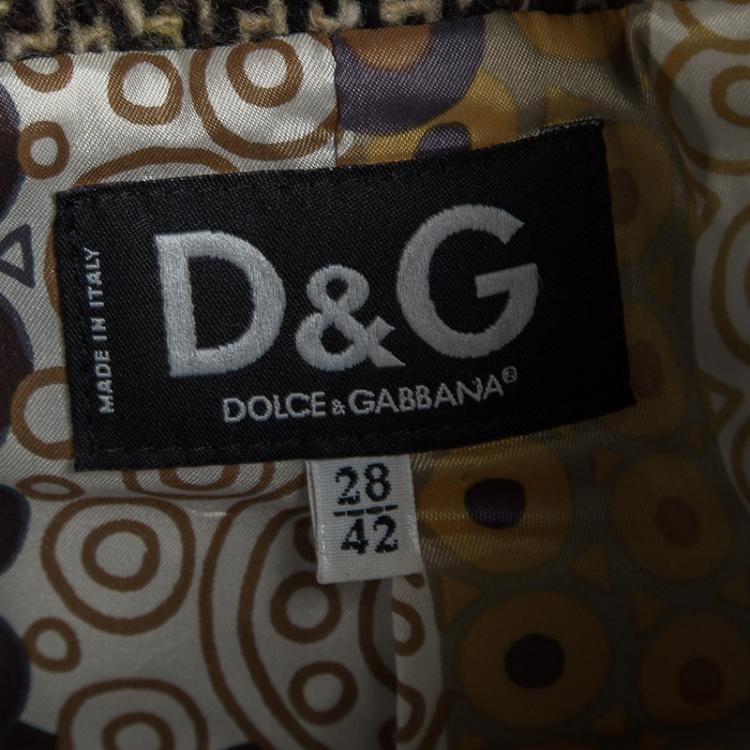 MADE IN ITALY
D&G
DOLCE & GABBANA®
28
42